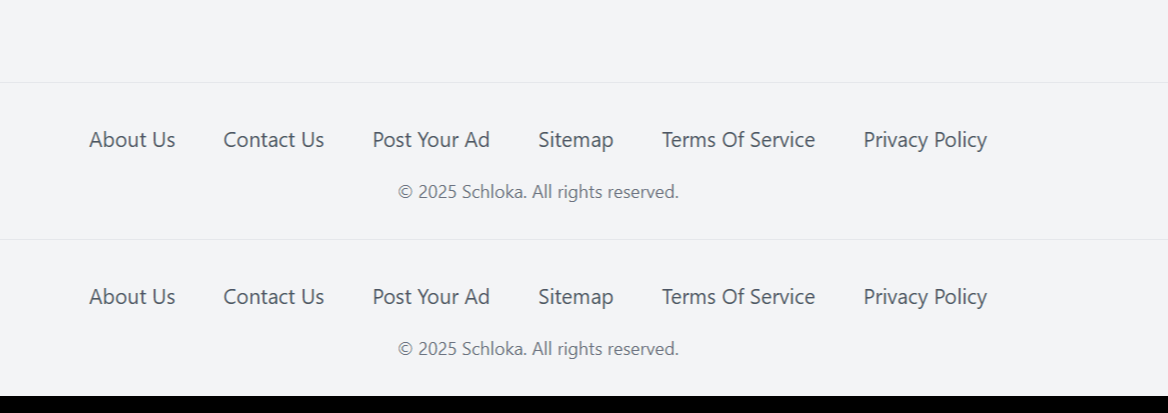 About Us Contact Us Post Your Ad Sitemap Terms Of Service Privacy Policy
© 2025 Schloka. All rights reserved.
About Us Contact Us Post Your Ad Sitemap Terms Of Service Privacy Policy
© 2025 Schloka. All rights reserved.